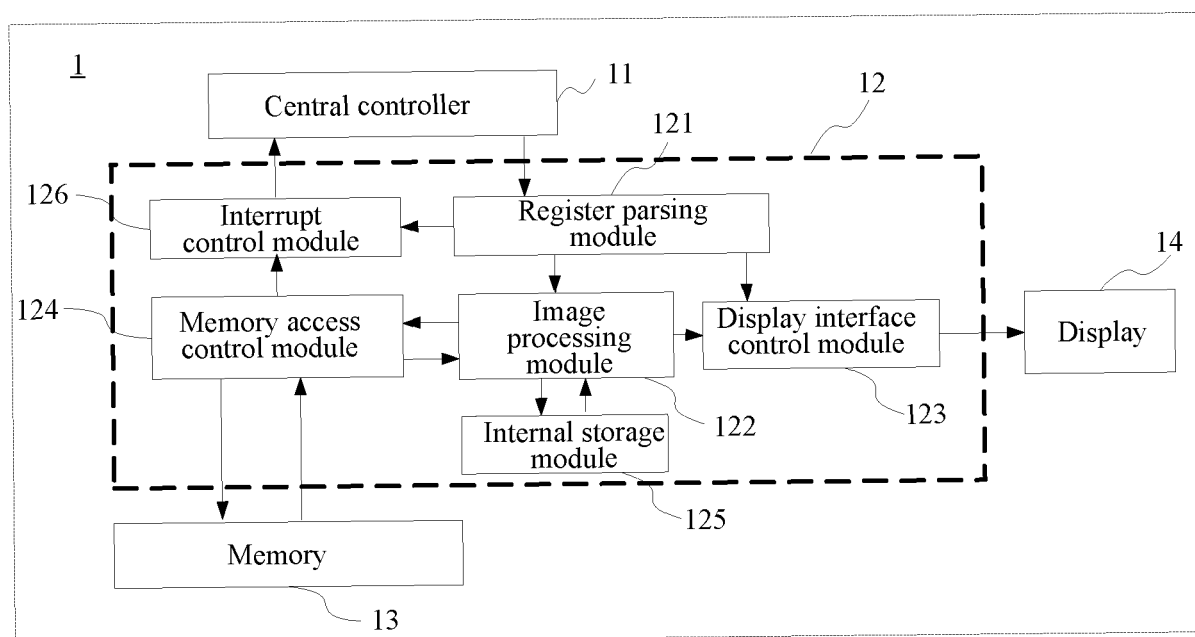 1
11
Central controller
12
121
126
Interrupt
control module
Register parsing
module
14
124
Memory access
control module
Image
processing
module
Display interface
control module
Display
123
122
Internal storage
module
125
Memory
13